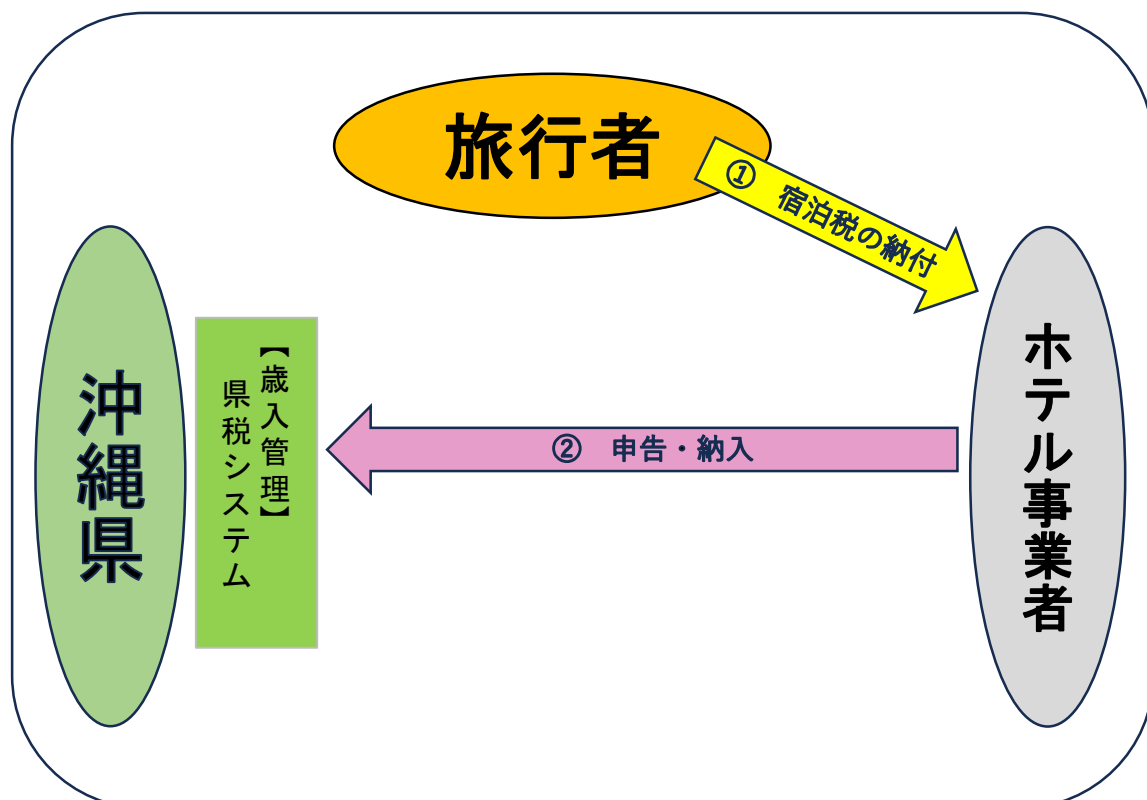 旅行者
① 宿泊税の納付
沖縄県
【歳入管理】
県税システム
② 申告・納入
ホテル事業者